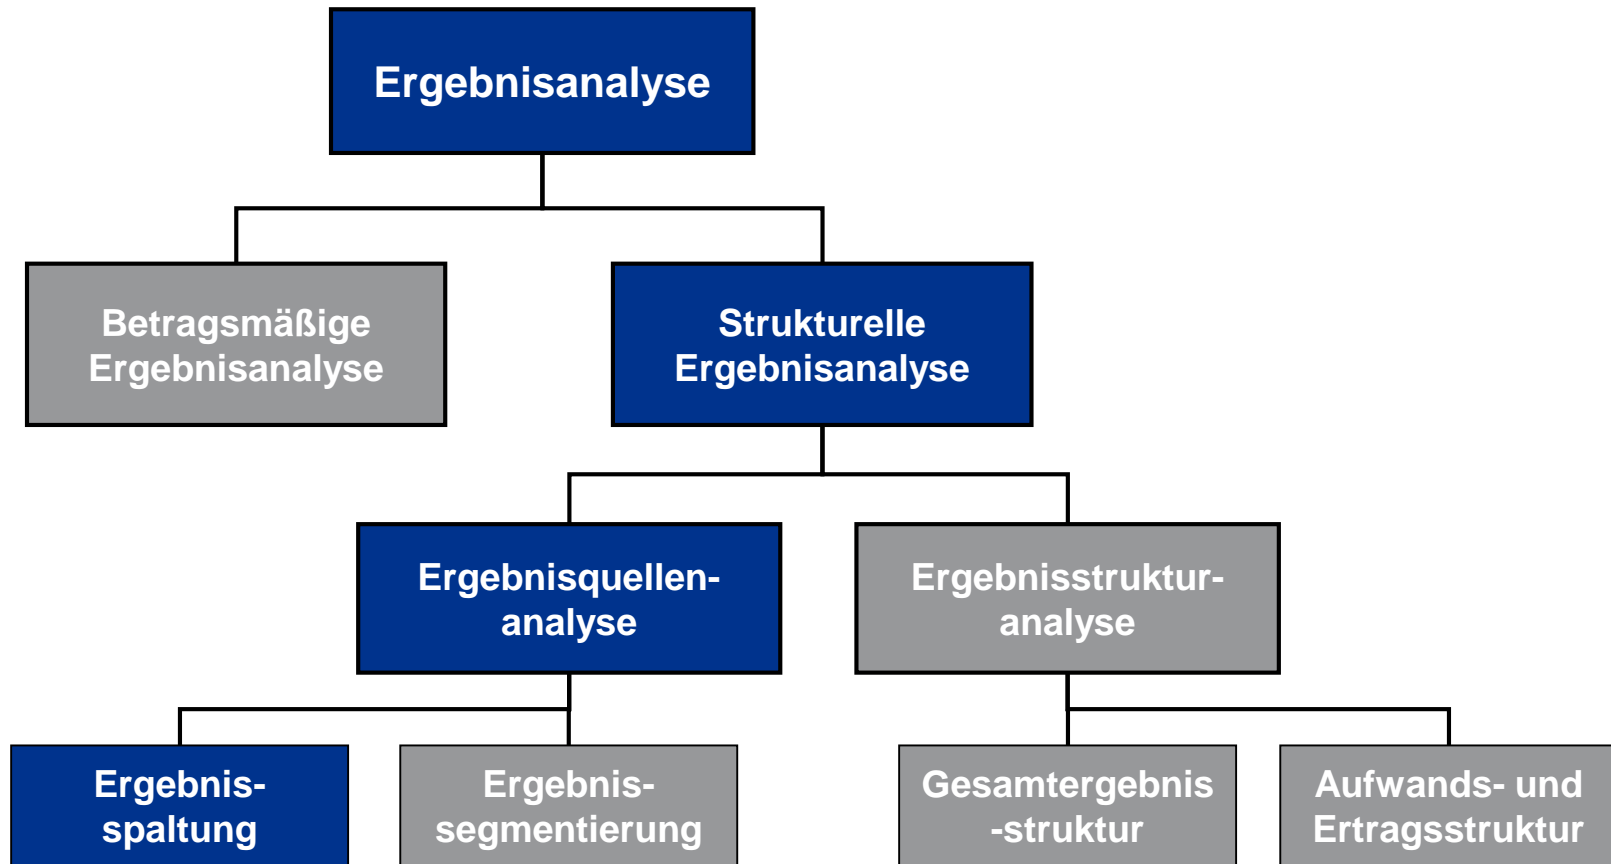 Ergebnisanalyse
Betragsmäßige
Ergebnisanalyse
Strukturelle
Ergebnisanalyse
Ergebnisquellen-
analyse
Ergebnisstruktur-
analyse
Ergebnis-
spaltung
Ergebnis-
segmentierung
Gesamtergebnis
-struktur
Aufwands- und
Ertragsstruktur